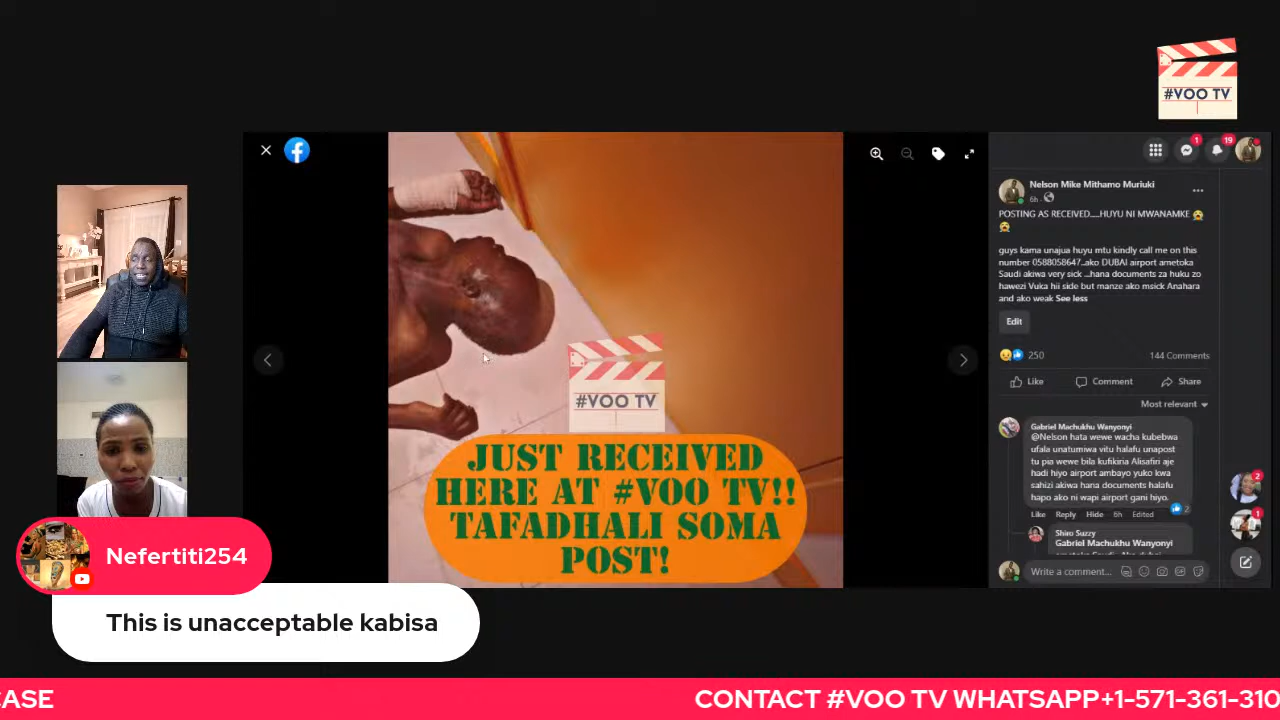 #VOO TV
1
19
Nelson Mike Mithamo Muriuki
6h
POSTING AS RECEIVED....HUYU NI MWANAMKE
guys kama unajua huyu mtu kindly call me on this
number 0588058647..ako DUBAI airport ametoka
Saudi akiwa very sick ...hana documents za huku zo
hawezi Vuka hii side but manze ako msick Anahara
and ako weak See less
Edit
250
144 Comments
Like
Comment
Share
Most relevant
Gabriel Machukhu Wanyonyi
@Nelson hata wewe wacha kubebwa
ufala unatumiwa vitu halafu unapost
tu pia wewe bila kufikiria Alisafiri aje
hadi hiyo airport ambayo yuko kwa
sahizi akiwa hana documents halafu
hapo ako ni wapi airport gani hiyo.
Like Reply Hide 6h Edited
2
Shiro Suzzy
Gabriel Machukhu Wanyonyi
Write a comment...
2
1
#VOO TV
JUST RECEIVED
HERE AT #VOO TV!!
TAFADHALI SOMA
POST!
Nefertiti254
This is unacceptable kabisa
CASE
CONTACT #VOO TV WHATSAPP+1-571-361-310